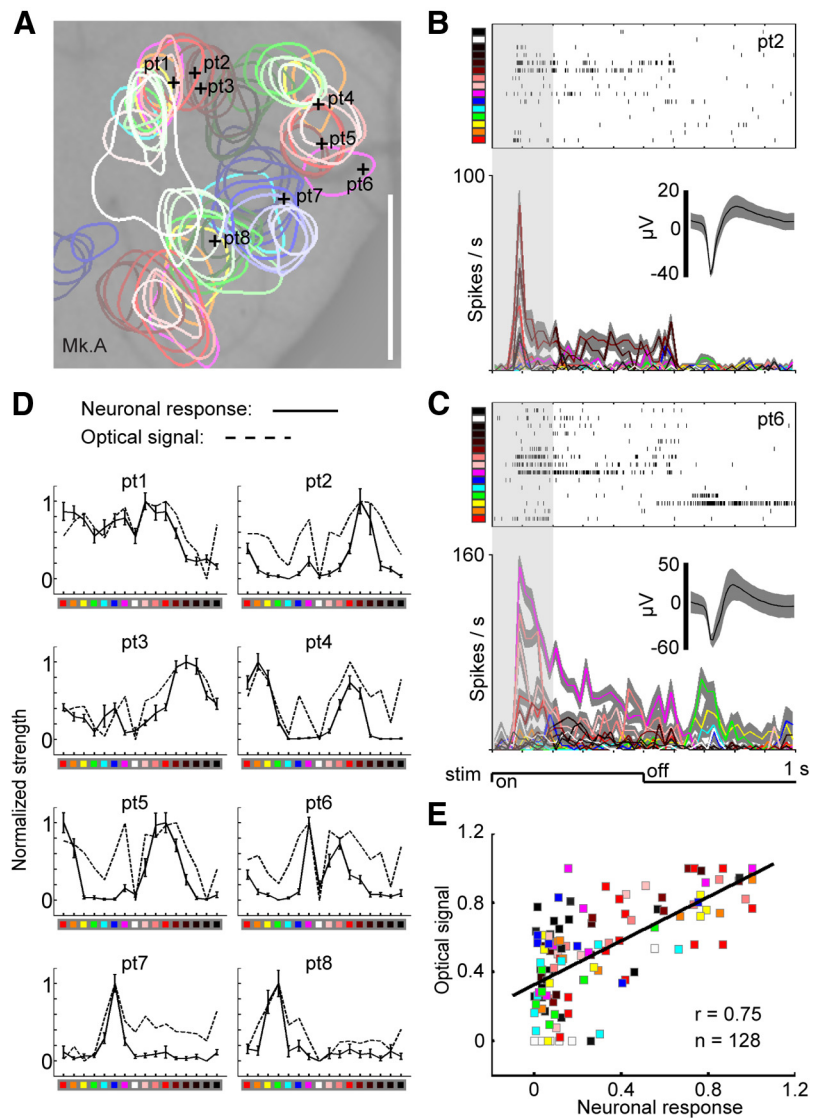 A
pt1
pt2
pt3
pt4
pt5
pt6
pt7
pt8
Mk.A
B
pt2
100
Spikes / s
20
0
-40
µV
C
pt6
160
Spikes / s
50
0
-60
µV
stim
on
off
1 s
D
Neuronal response:
Optical signal:
Normalized strength
pt1
1
0
pt2
pt3
1
0
pt4
pt5
1
0
pt6
pt7
1
0
pt8
E
1.2
0.8
0.4
0
Optical signal
r = 0.75
n = 128
0 0.4 0.8 1.2
Neuronal response